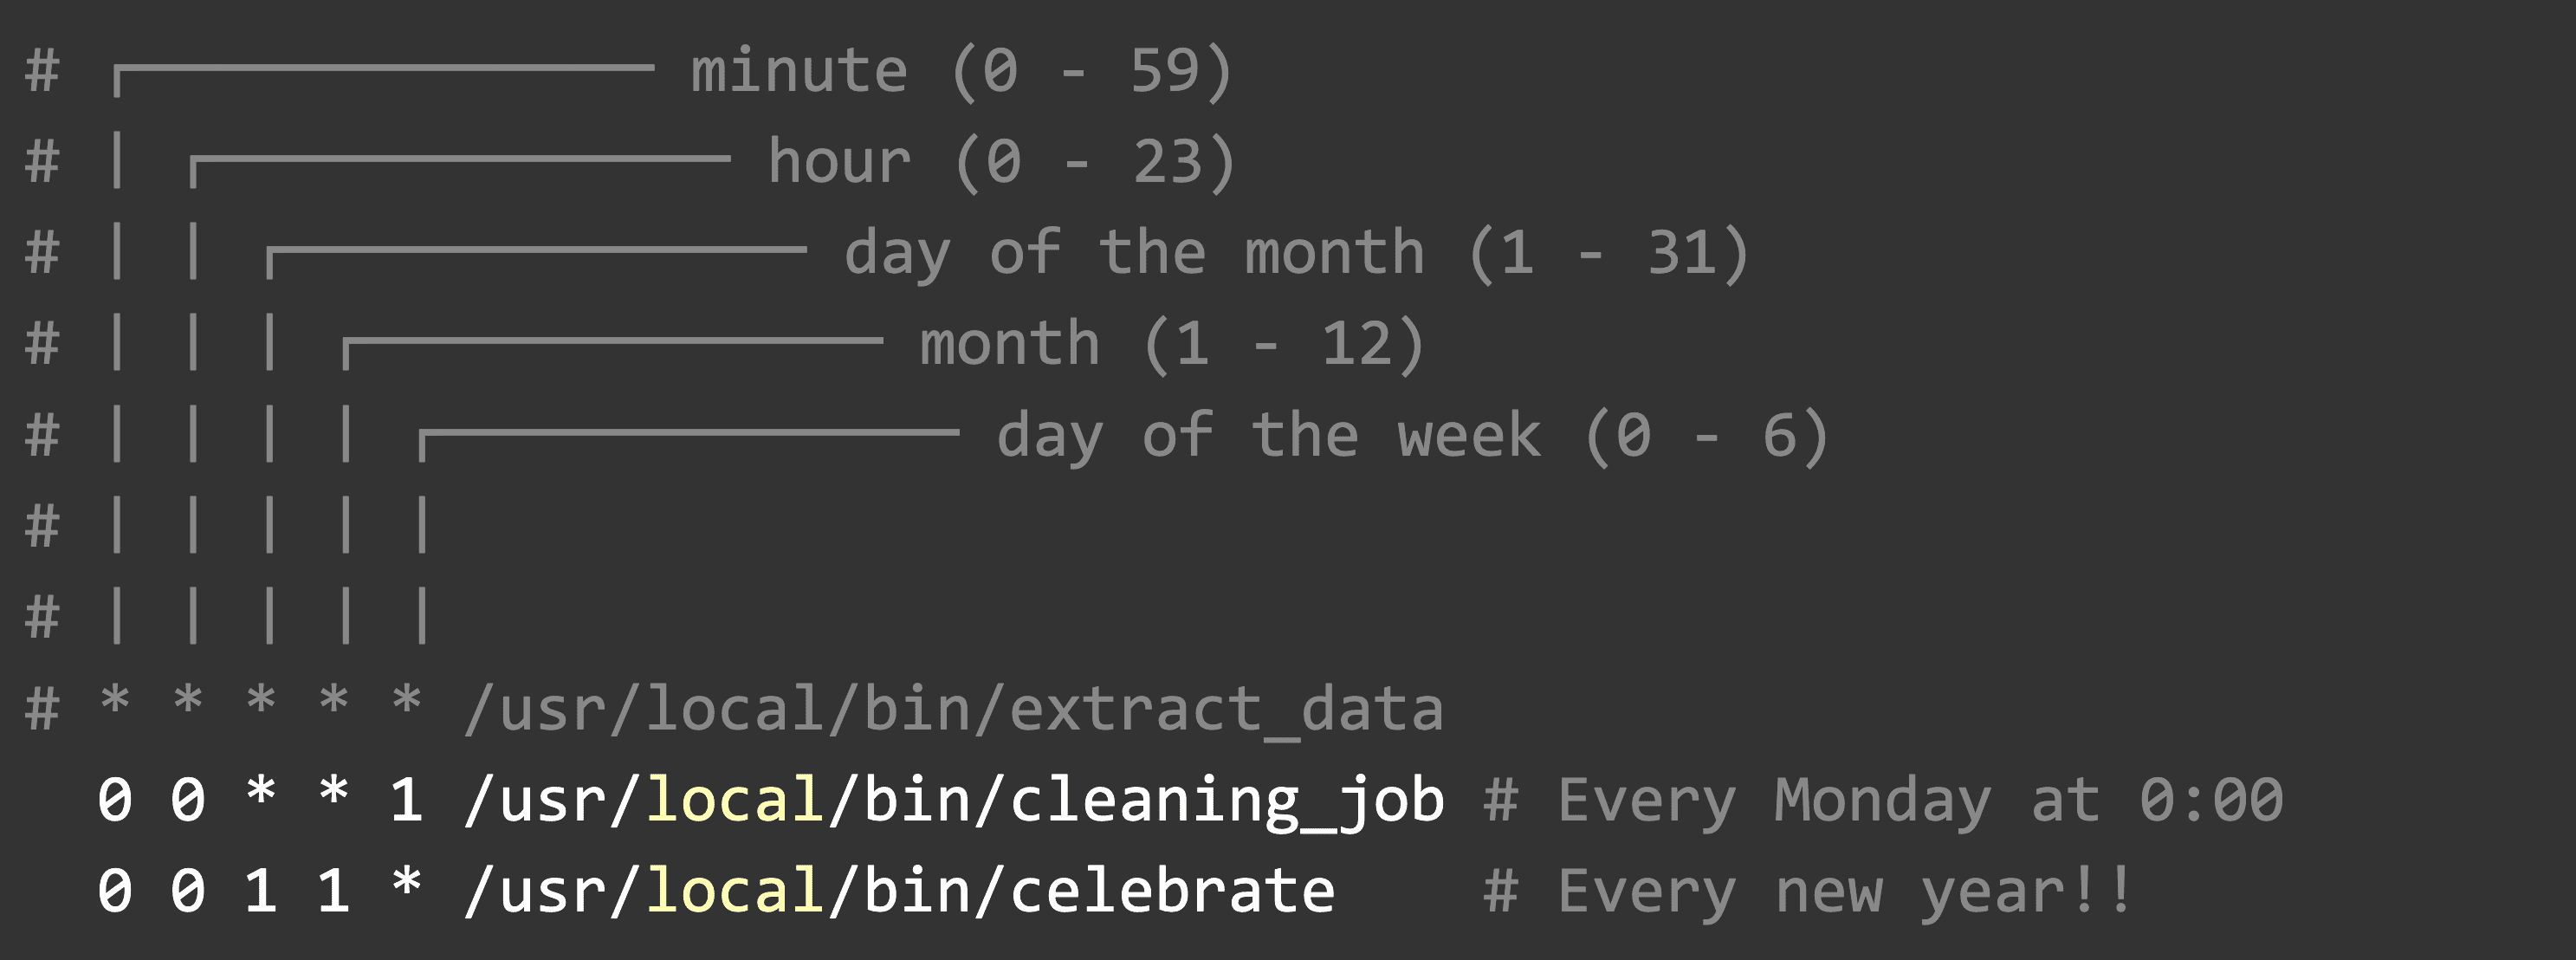 # ┌─────────────── minute (0 - 59)
# │ ┌─────────────── hour (0 - 23)
# │ │ ┌─────────────── day of the month (1 - 31)
# │ │ │ ┌─────────────── month (1 - 12)
# │ │ │ │ ┌─────────────── day of the week (0 - 6)
# │ │ │ │ │
# │ │ │ │ │
# * * * * * /usr/local/bin/extract_data
  0 0 * * 1 /usr/local/bin/cleaning_job # Every Monday at 0:00
  0 0 1 1 * /usr/local/bin/celebrate    # Every new year!!